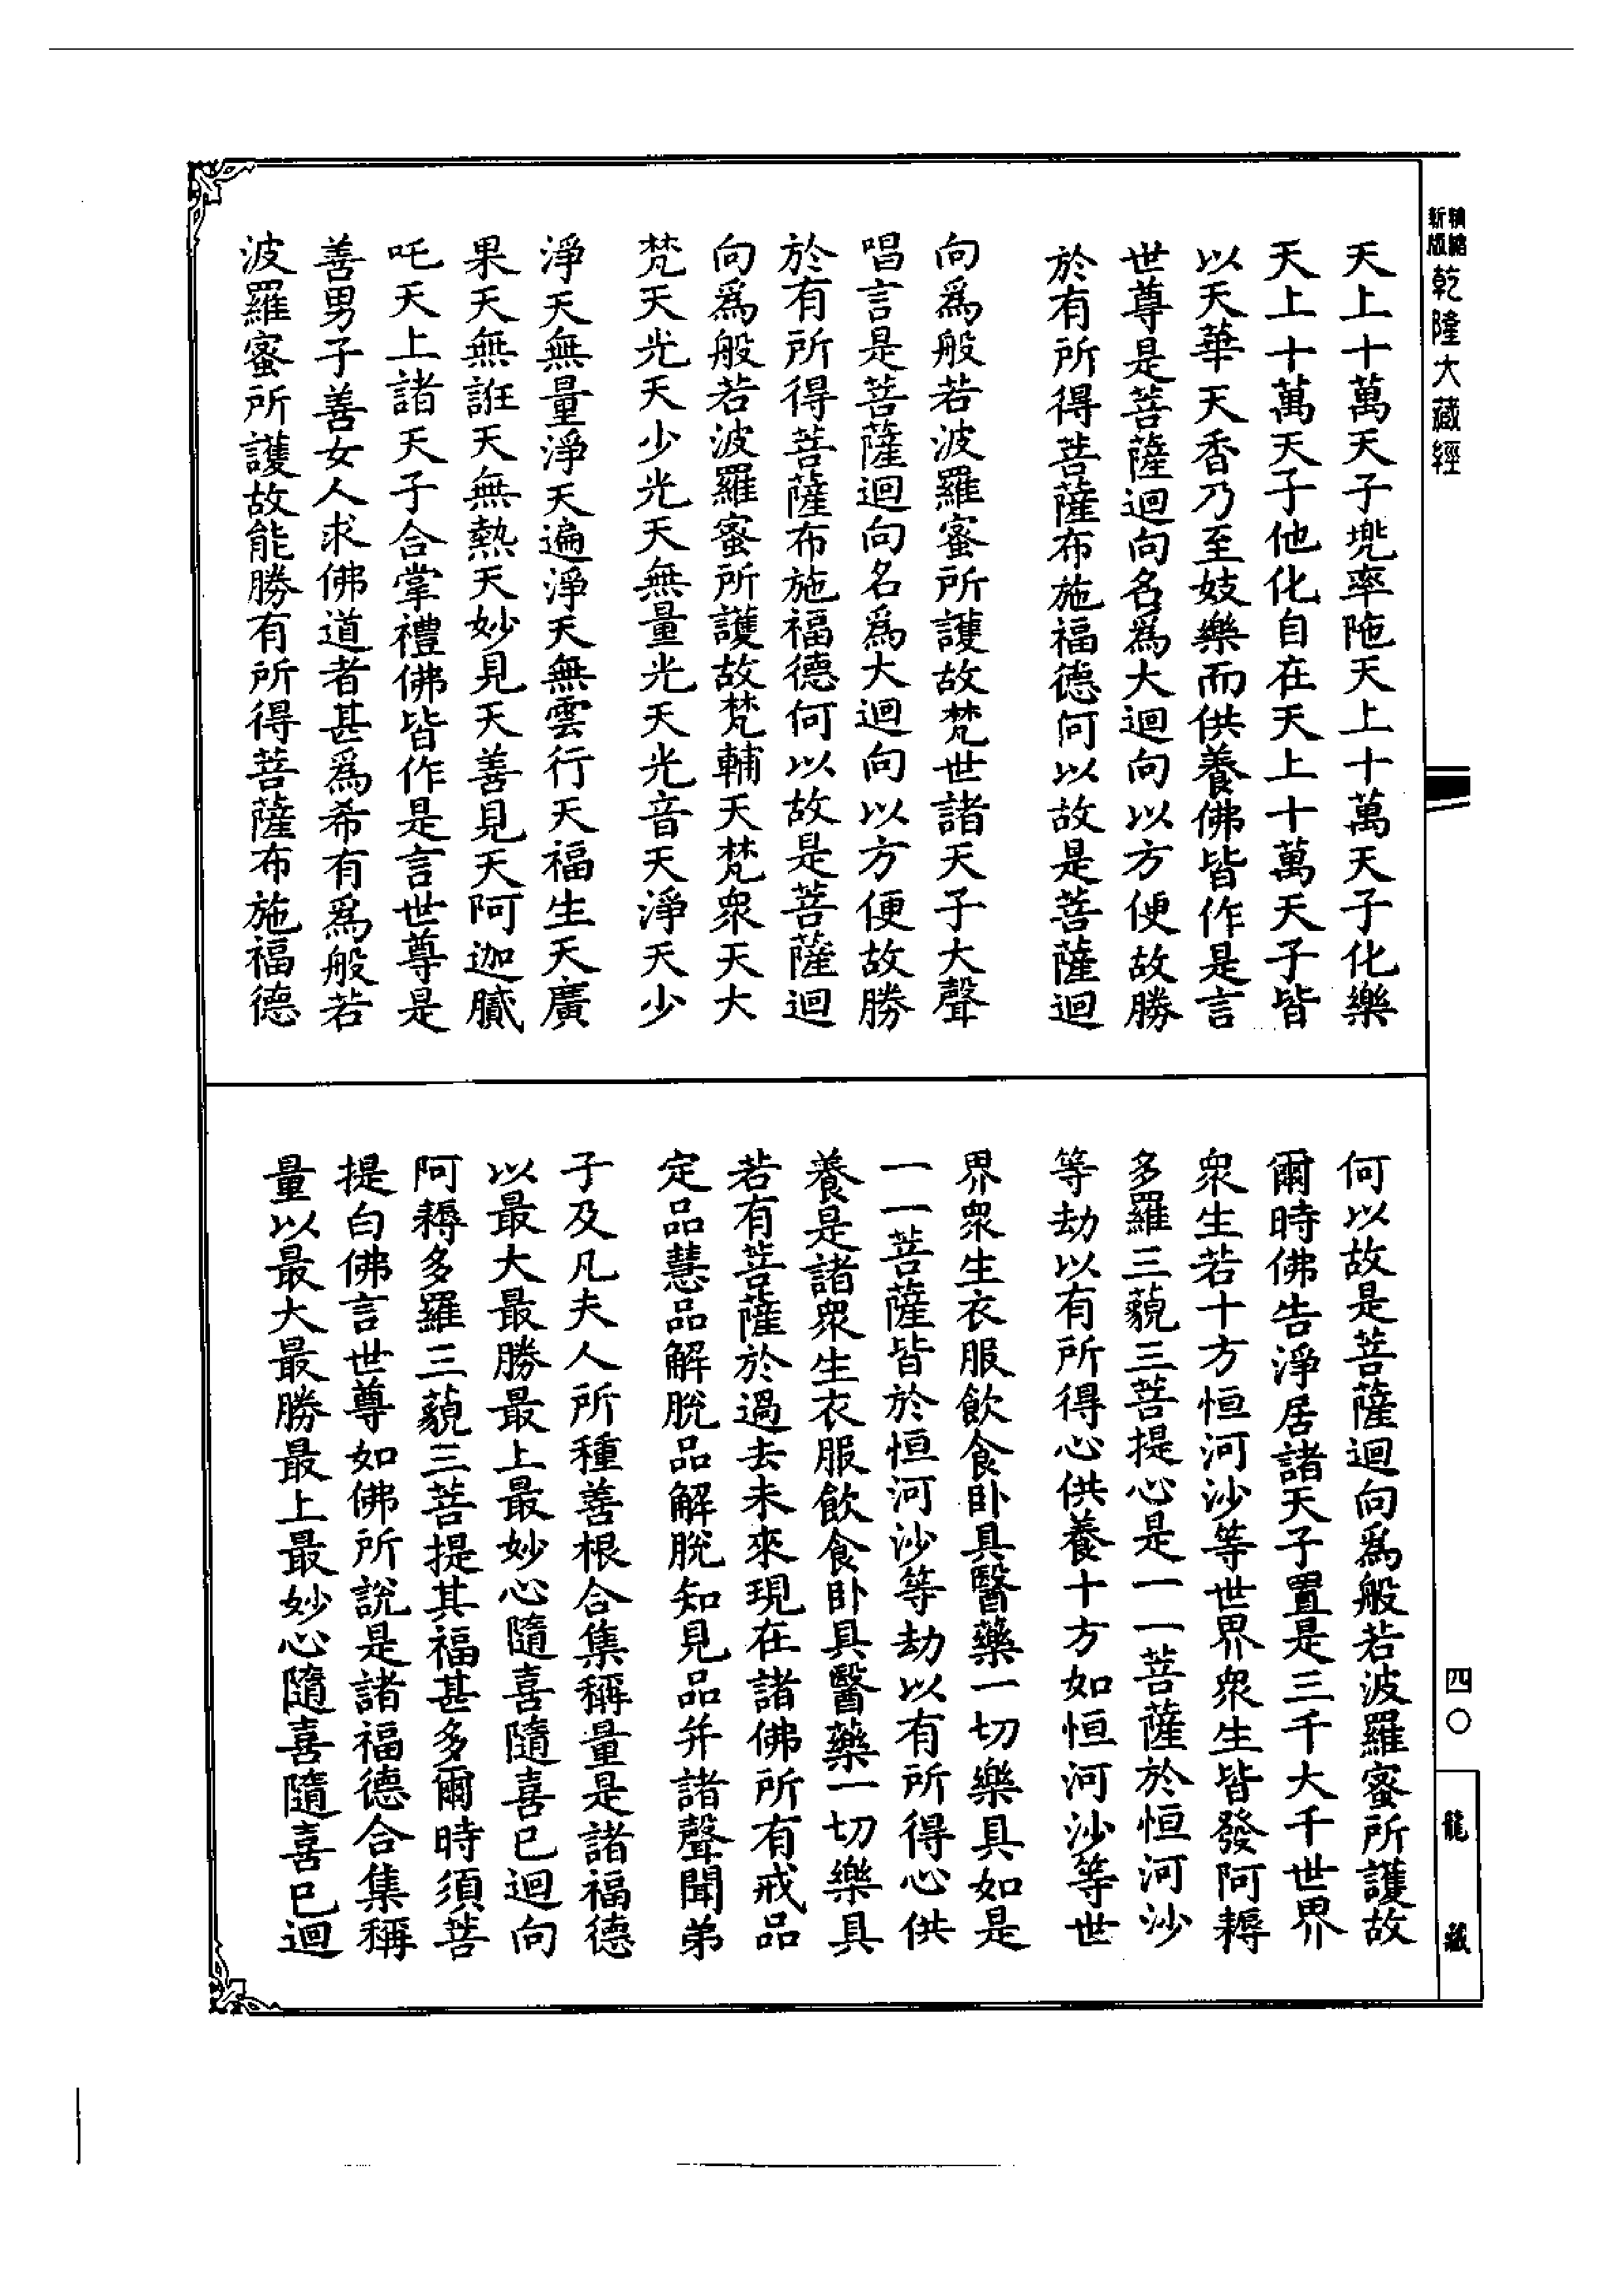 新版精縮乾隆大藏經
天上十萬天子兜率陁天上十萬天子化樂
天上十萬天子他化自在天上十萬天子皆
以天華天香乃至妓樂而供養佛皆作是言
世尊是菩薩迴向名爲大迴向以方便故勝
於有所得菩薩布施福德何以故是菩薩迴
向爲般若波羅蜜所護故梵世諸天子大聲
唱言是菩薩迴向名爲大迴向以方便故勝
於有所得菩薩布施福德何以故是菩薩迴
向爲般若波羅蜜所護故梵輔天梵衆天大
梵天光天少光天無量光天光音天淨天少
淨天無量淨天遍淨天無雲行天福生天廣
果天無誑天無熱天妙見天善見天阿迦膩
吒天上諸天子合掌禮佛皆作是言世尊是
善男子善女人求佛道者甚爲希有爲般若
波羅蜜所護故能勝有所得菩薩布施福德
何以故是菩薩迴向爲般若波羅蜜所護故
爾時佛告淨居諸天子置是三千大千世界
衆生若十方恒河沙等世界衆生皆發阿耨
多羅三藐三菩提心是一一菩薩於恒河沙
等劫以有所得心供養十方如恒河沙等世
界衆生衣服飲食卧具醫藥一切樂具如是
一一菩薩皆於恒河沙等劫以有所得心供
養是諸衆生衣服飲食卧具醫藥一切樂具
若有菩薩於過去未來現在諸佛所有戒品
定品慧品解脫品解脫知見品并諸聲聞弟
子及凡夫人所種善根合集稱量是諸福德
以最大最勝最上最妙心隨喜隨喜已迴向
阿耨多羅三藐三菩提其福甚多爾時須菩
提白佛言世尊如佛所說是諸福德合集稱
量以最大最勝最上最妙心隨喜隨喜已迴
四〇
龍藏